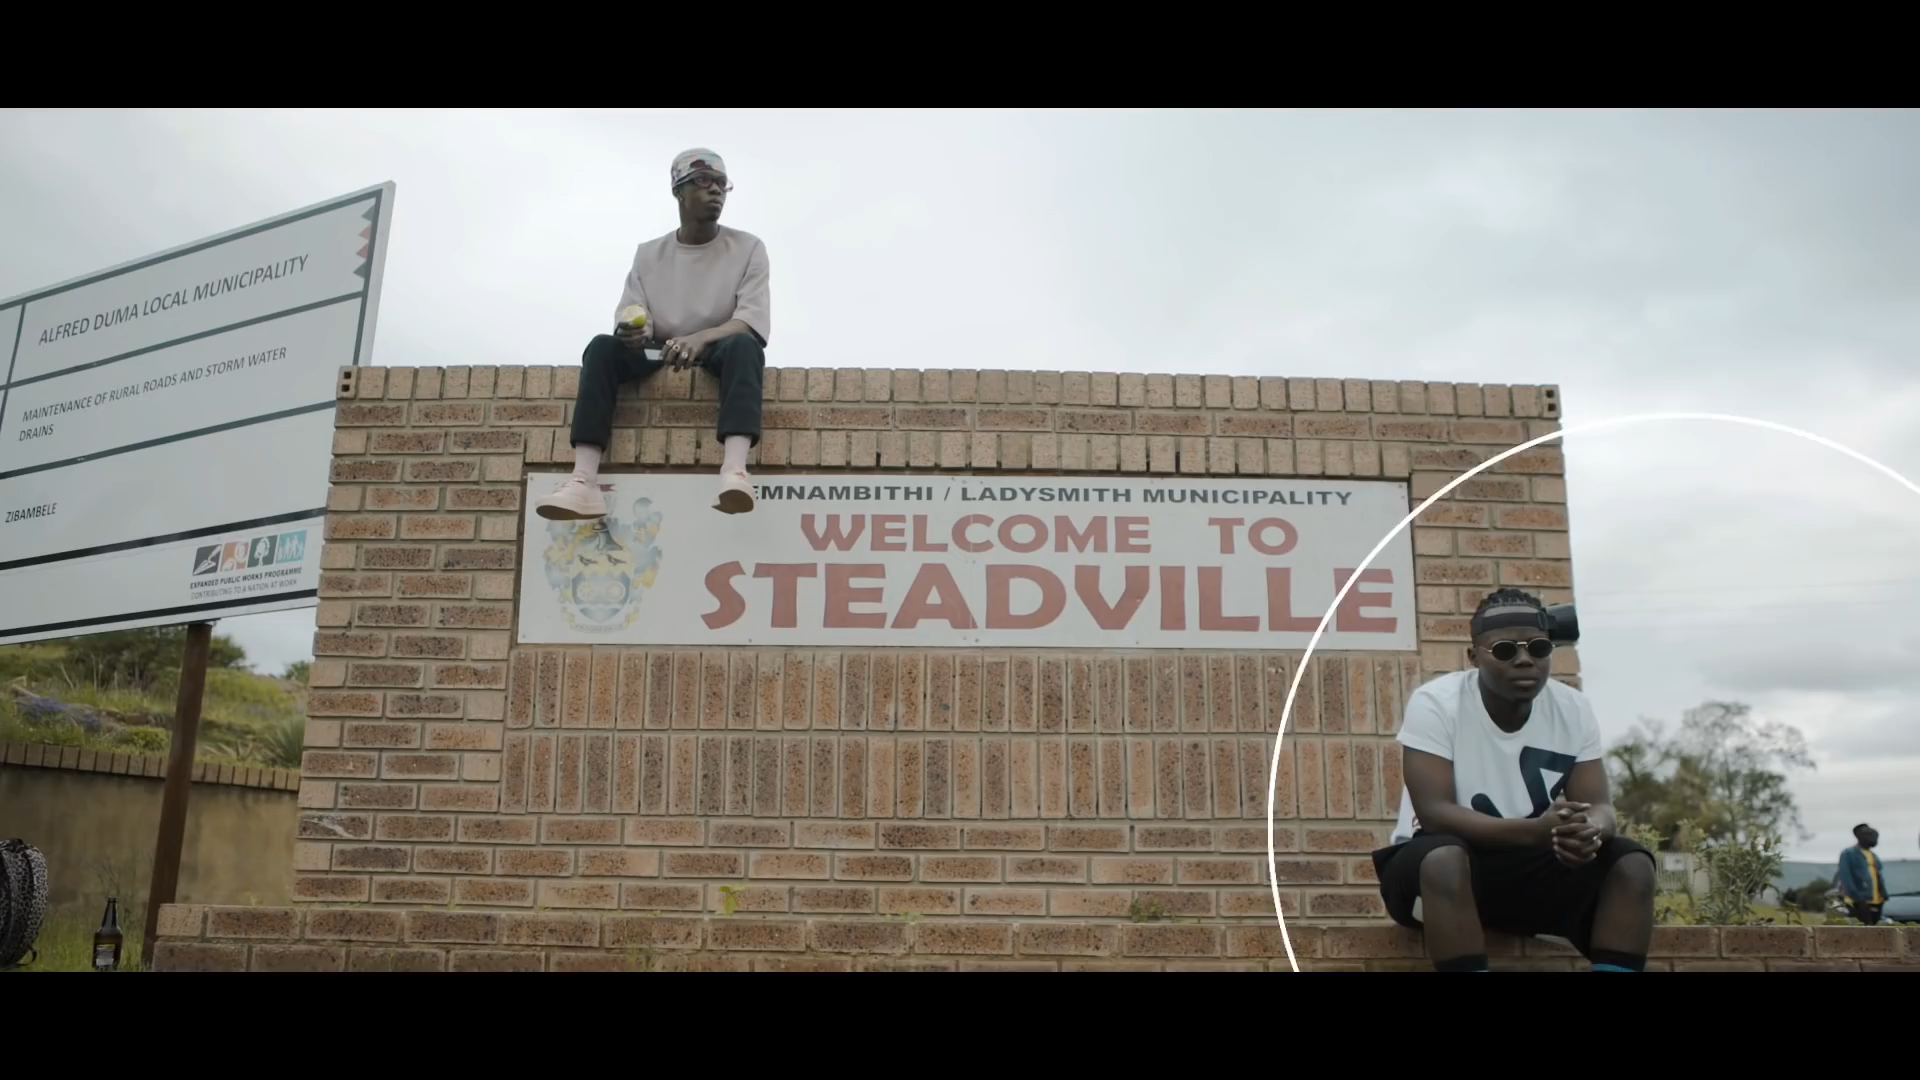 ALFRED DUMA LOCAL MUNICIPALITY
MAINTENANCE OF RURAL ROADS AND STORM WATER
DRAINS
ZIBAMBELE
EXPANDED PUBLIC WORKS PROGRAMME
CONTRIBUTING TO A NATION AT WORK
EMNAMBITHI / LADYSMITH MUNICIPALITY
WELCOME TO
STEADVILLE